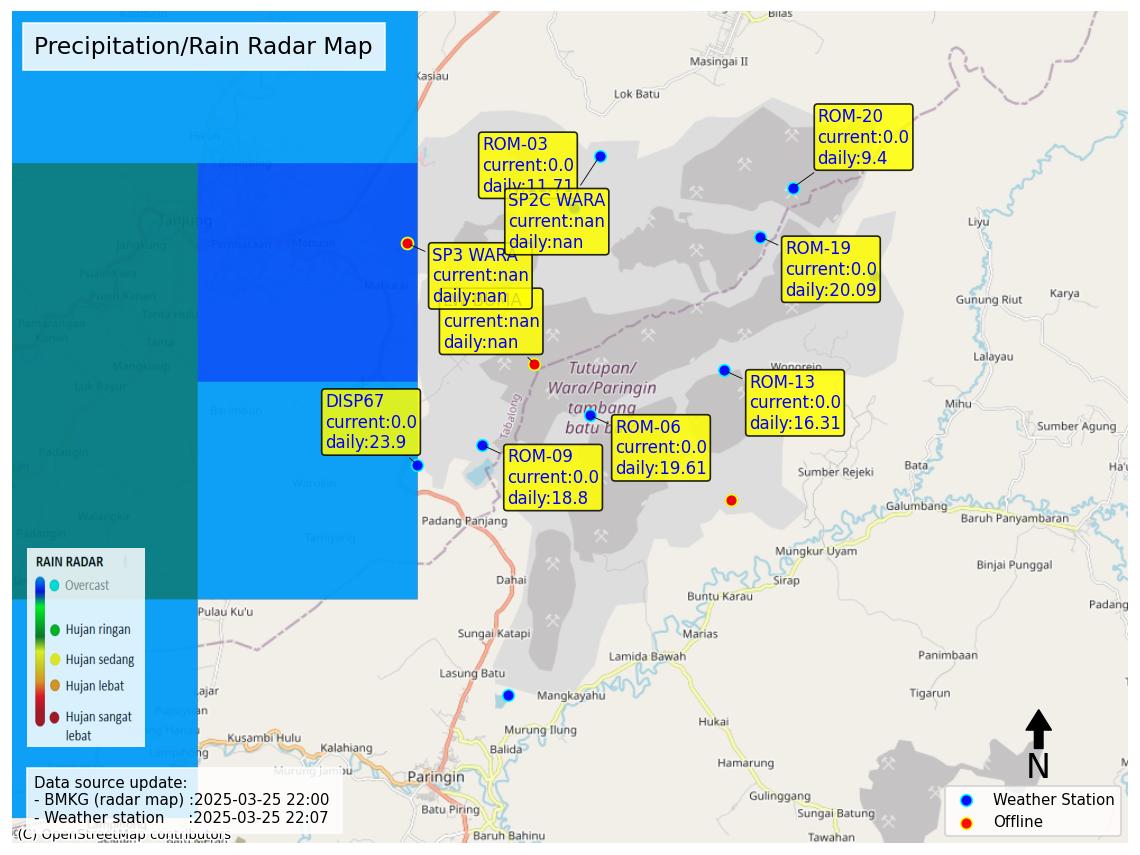 Precipitation/Rain Radar Map
Bilas
Masingai II
Kasiau
Lok Batu
ROM-20
current:0.0
daily:9.4
ROM-03
current:0.0
daily:11.71
SP2C WARA
current:nan
daily:nan
Tanjung
Jangkung
Pembataan
Mabuun
Liyu
SP3 WARA
current:nan
daily:nan
ROM-19
current:0.0
daily:20.09
Mabu'un
Tanta Hulu
Pamarangan
Kanan
Tanta
Mangkusip
Luk Bayur
current:nan
daily:nan
Gunung Riut
Karya
Lalayau
Wonorejo
Tutupan/
Wara/Paringin
tambang
batu b
Tabalong
ROM-13
current:0.0
daily:16.31
DISP67
current:0.0
daily:23.9
Barimbun
Mihu
ROM-06
current:0.0
daily:19.61
Sumber Agung
Padangin
ROM-09
current:0.0
daily:18.8
Sumber Rejeki
Bata
Ha'u
Warukin
Galumbang
Walangkir
Padang Panjang
Baruh Panyambaran
Padangin
Tamiyang
Mungkur Uyam
RAIN RADAR
Overcast
Hujan ringan
Hujan sedang
Hujan lebat
Hujan sangat
lebat
Binjai Punggal
Dahai
Sirap
Buntu Karau
Padang
Pulau Ku'u
Sungai Katapi
Marias
Lamida Bawah
Panimbaan
Lasung Batu
Mangkayahu
Tigarun
Hukai
Murung Ilung
Kusambi Hulu
Kalahiang
Balida
Hamarung
Murung Jambu
Paringin
N
Data source update:
- BMKG (radar map) :2025-03-25 22:00
- Weather station :2025-03-25 22:07
Gulinggang
Batu Piring
Sungai Batung
Weather Station
Offline
(C) OpenStreetMap contributors
Baruh Bahinu
Tawahan